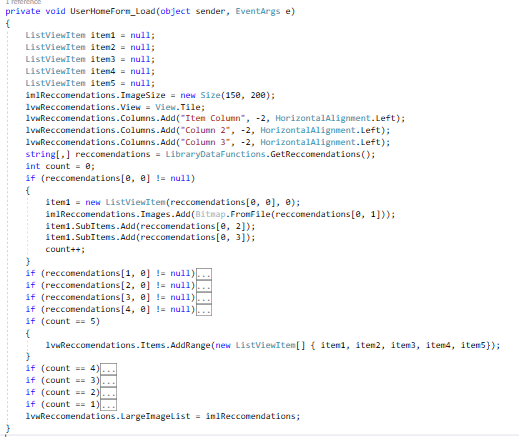 1 reference
private void UserHomeForm_Load(object sender, EventArgs e)
{
ListViewItem item1 = null;
ListViewItem item2 = null;
ListViewItem item3 = null;
ListViewItem item4 = null;
ListViewItem item5 = null;
imlReccomendations.ImageSize = new Size(150, 200);
lvwReccomendations.View = View.Tile;
lvwReccomendations.Columns.Add("Item Column", -2, HorizontalAlignment.Left);
lvwReccomendations.Columns.Add("Column 2", -2, HorizontalAlignment.Left);
lvwReccomendations.Columns.Add("Column 3", -2, HorizontalAlignment.Left);
string[,] reccomendations = LibraryDataFunctions.GetReccomendations();
int count = 0;
if (reccomendations[0, 0] != null)
{
item1 = new ListViewItem(reccomendations[0, 0], 0);
imlReccomendations.Images.Add(Bitmap.FromFile(reccomendations[0, 1]));
item1.SubItems.Add(reccomendations[0, 2]);
item1.SubItems.Add(reccomendations[0, 3]);
count++;
}
if (reccomendations[1, 0] != null)...
if (reccomendations[2, 0] != null)...
if (reccomendations[3, 0] != null)...
if (reccomendations[4, 0] != null)...
if (count == 5)
{
lvwReccomendations.Items.AddRange(new ListViewItem[] { item1, item2, item3, item4, item5});
}
if (count == 4)...
if (count == 3)...
if (count == 2)...
if (count == 1)...
lvwReccomendations.LargeImageList = imlReccomendations;
}